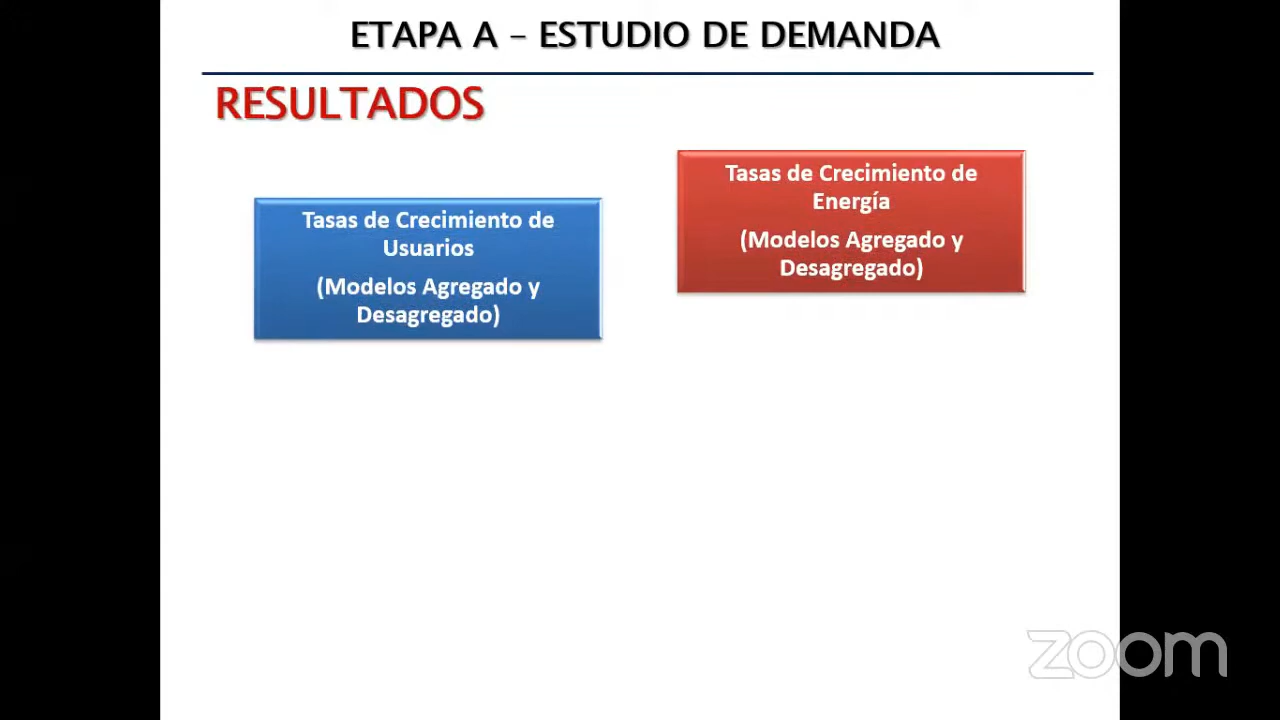 ETAPA A – ESTUDIO DE DEMANDA
RESULTADOS
Tasas de Crecimiento de
Usuarios
(Modelos Agregado y
Desagregado)
Tasas de Crecimiento de
Energía
(Modelos Agregado y
Desagregado)
zoom